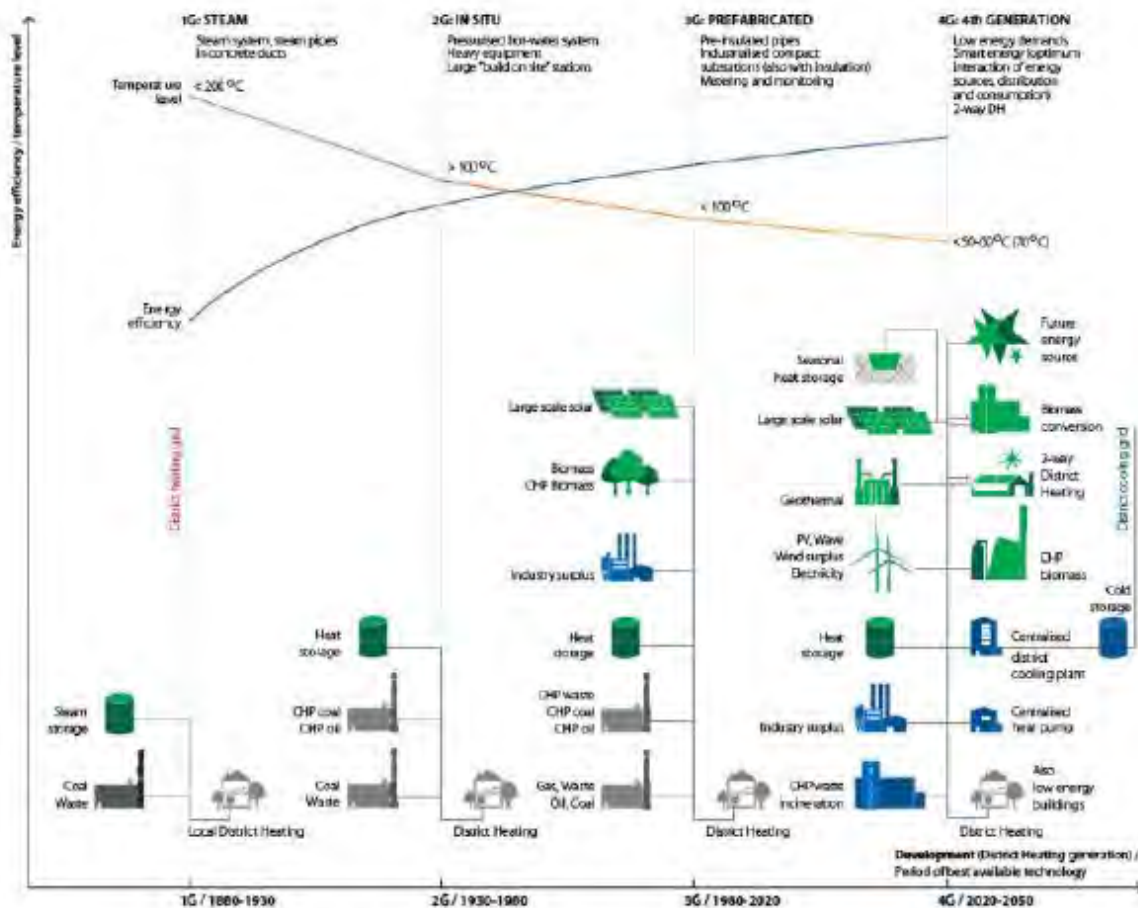 1G: STEAM
Steam system, steam pipes
in concrete ducts
2G: IN SITU
Pressurised hot-water system
Heavy equipment
Large "build on site" stations
3G: PREFABRICATED
Pre-insulated pipes
Industrialised compact
substations (also with insulation)
Metering and monitoring
4G: 4th GENERATION
Low energy demands
Smart energy (optimum
Interaction of energy
sources, distribution
and consumption)
2-way DH
Energy efficiency / temperature level
Temperature
level
< 200 °C
> 100 °C
< 100 °C
< 50-60 °C (70 °C)
Energy
efficiency
District heating grid
Steam
storage
Coal
Waste
Local District Heating
Heat
storage
CHP coal
CHP oil
Coal
Waste
District Heating
Large scale solar
Biomass
CHP Biomass
Industry surplus
Heat
storage
CHP waste
CHP coal
CHP oil
Gas, Waste
Oil, Coal
District Heating
Seasonal
heat storage
Large scale solar
Geothermal
PV, Wave
Wind surplus
Electricity
Heat
storage
Industry surplus
CHP waste
incineration
Future
energy
source
Biomass
conversion
2-way
District
Heating
CHP
biomass
Centralised
district
cooling plant
Centralised
heat pump
Also
low energy
buildings
District Heating
Cold
storage
District cooling grid
Development (District Heating generation) /
Period of best available technology
1G / 1880-1930
2G / 1930-1980
3G / 1980-2020
4G / 2020-2050